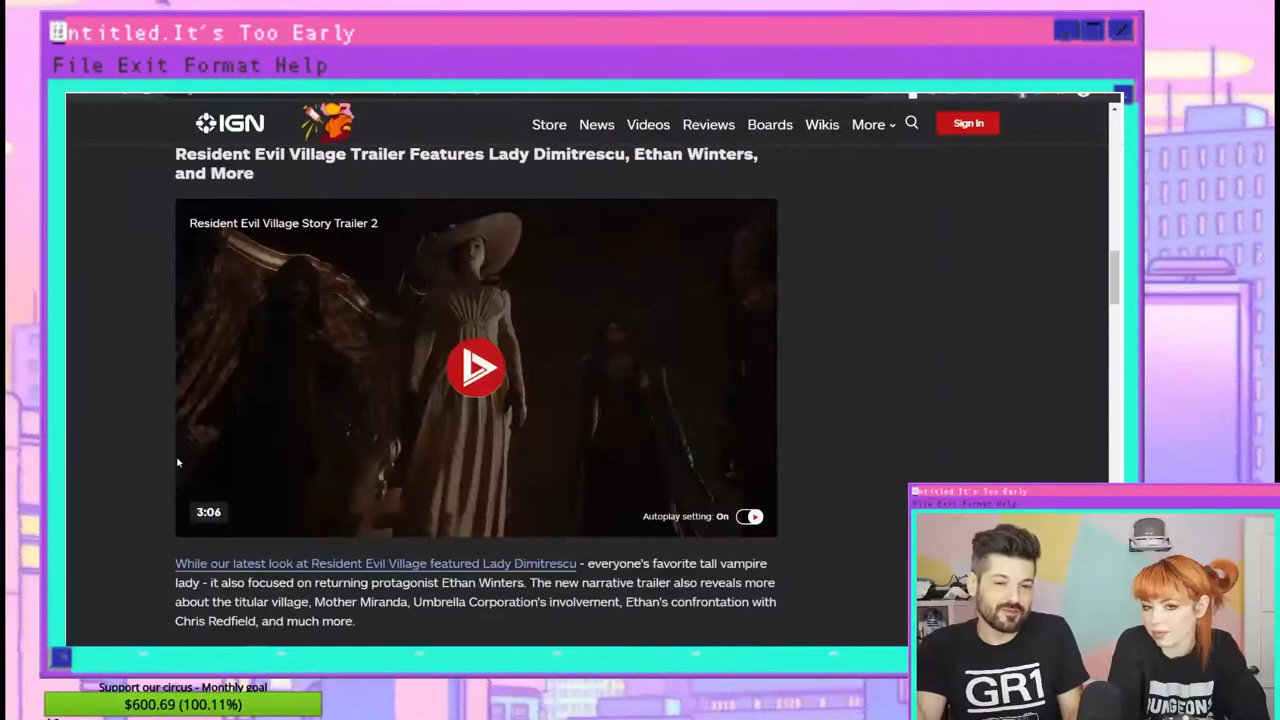 Untitled.It's Too Early
File Exit Format Help
IGN
Store News Videos Reviews Boards Wikis More Sign In
Resident Evil Village Trailer Features Lady Dimitrescu, Ethan Winters,
and More
Resident Evil Village Story Trailer 2
3:06
Autoplay setting: On
While our latest look at Resident Evil Village featured Lady Dimitrescu - everyone's favorite tall vampire
lady - it also focused on returning protagonist Ethan Winters. The new narrative trailer also reveals more
about the titular village, Mother Miranda, Umbrella Corporation's involvement, Ethan's confrontation with
Chris Redfield, and much more.
Untitled.It's Too Early
File Exit Format Help
GR1
DUNGEONS
Support our circus - Monthly goal
$600.69 (100.11%)